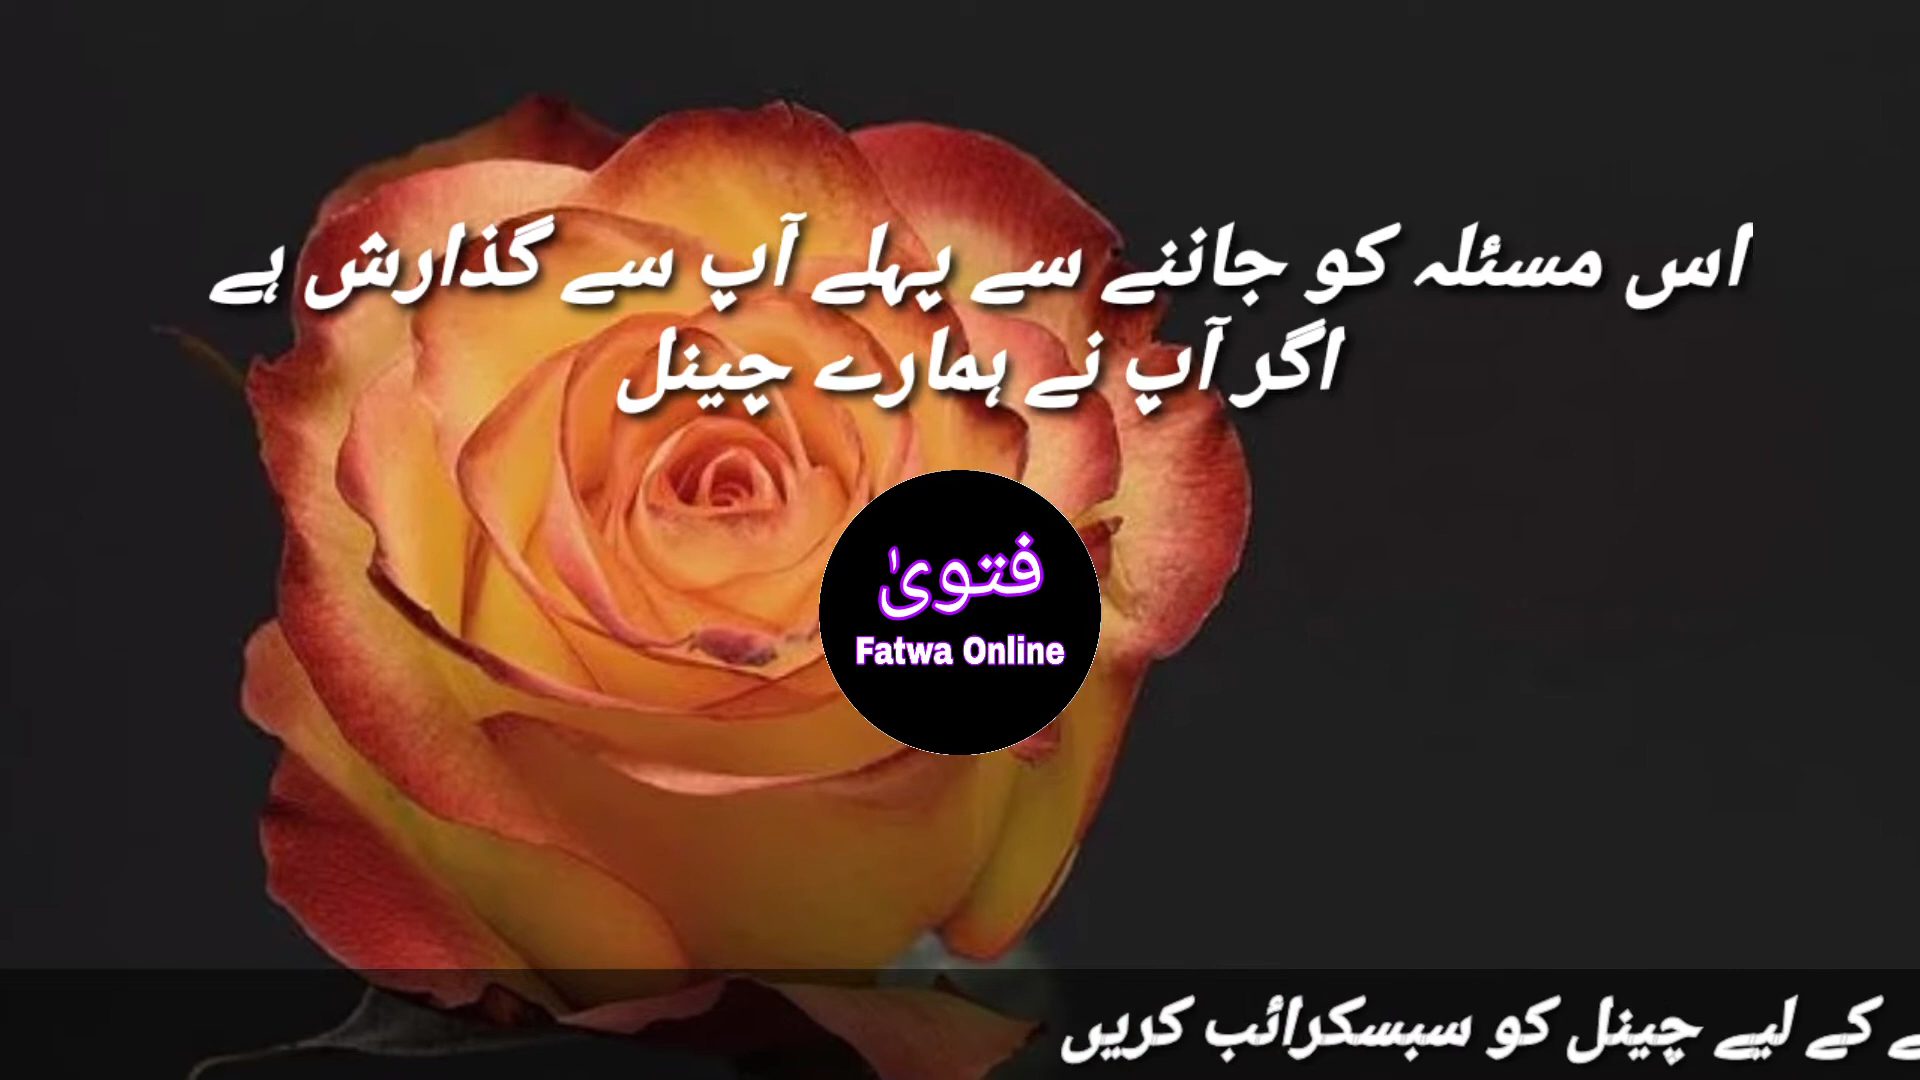 اس مسئلہ کو جاننے سے پہلے آپ سے گذارش ہے
اگر آپ نے ہمارے چینل
فتویٰ
Fatwa Online
کے لیے چینل کو سبسکرائب کریں